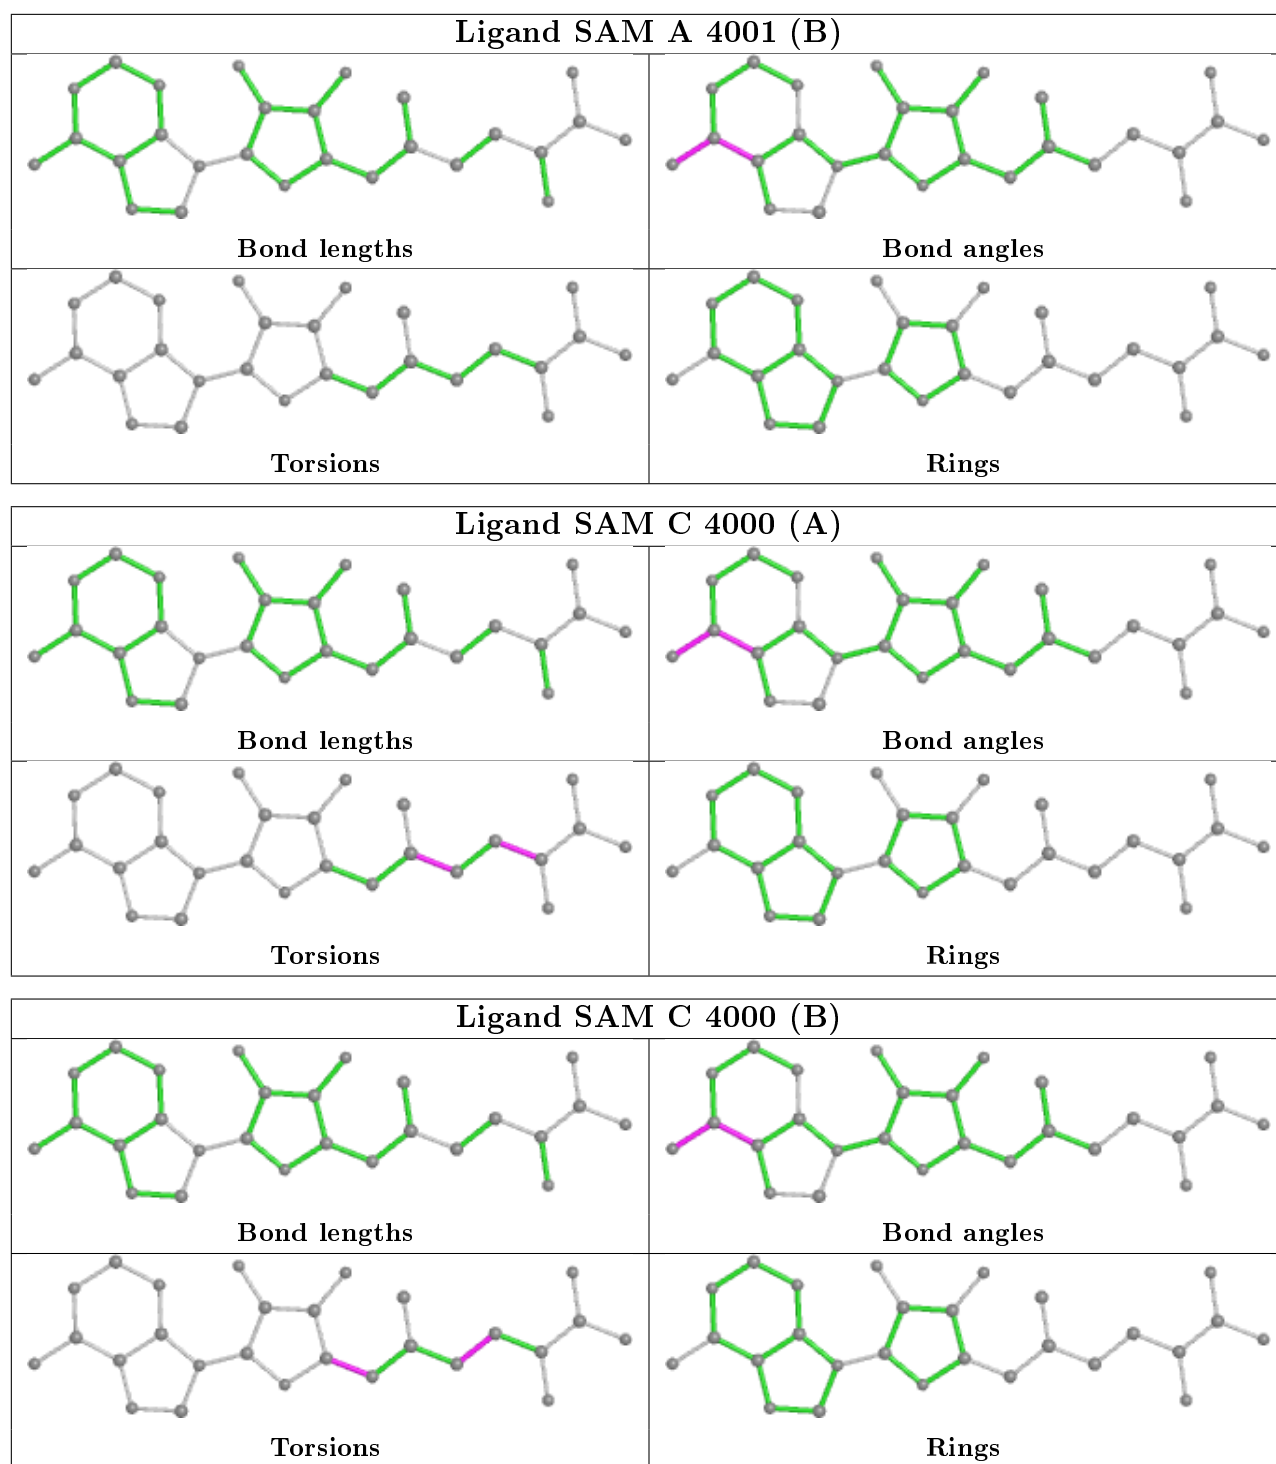 Ligand SAM A 4001 (B)
Bond lengths
Bond angles
Torsions
Rings
Ligand SAM C 4000 (A)
Bond lengths
Bond angles
Torsions
Rings
Ligand SAM C 4000 (B)
Bond lengths
Bond angles
Torsions
Rings